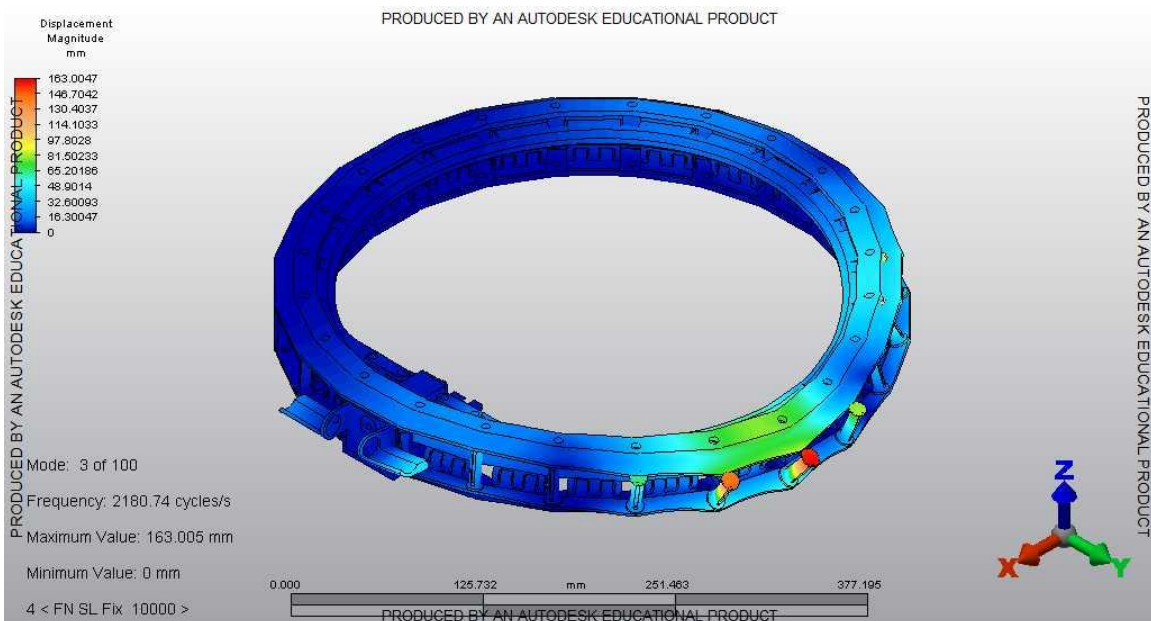 PRODUCED BY AN AUTODESK EDUCATIONAL PRODUCT
Displacement
Magnitude
mm
163.0047
146.7042
130.4037
114.1033
97.8028
81.50233
65.20186
48.9014
32.60093
16.30047
0
PRODUCED BY AN AUTODESK EDUCATIONAL PRODUCT
PRODUCED BY AN AUTODESK EDUCATIONAL PRODUCT
Mode: 3 of 100
Frequency: 2180.74 cycles/s
Maximum Value: 163.005 mm
Minimum Value: 0 mm
4 < FN SL Fix 10000 >
0.000 125.732 mm 251.463 377.195
Z
X
Y
PRODUCED BY AN AUTODESK EDUCATIONAL PRODUCT